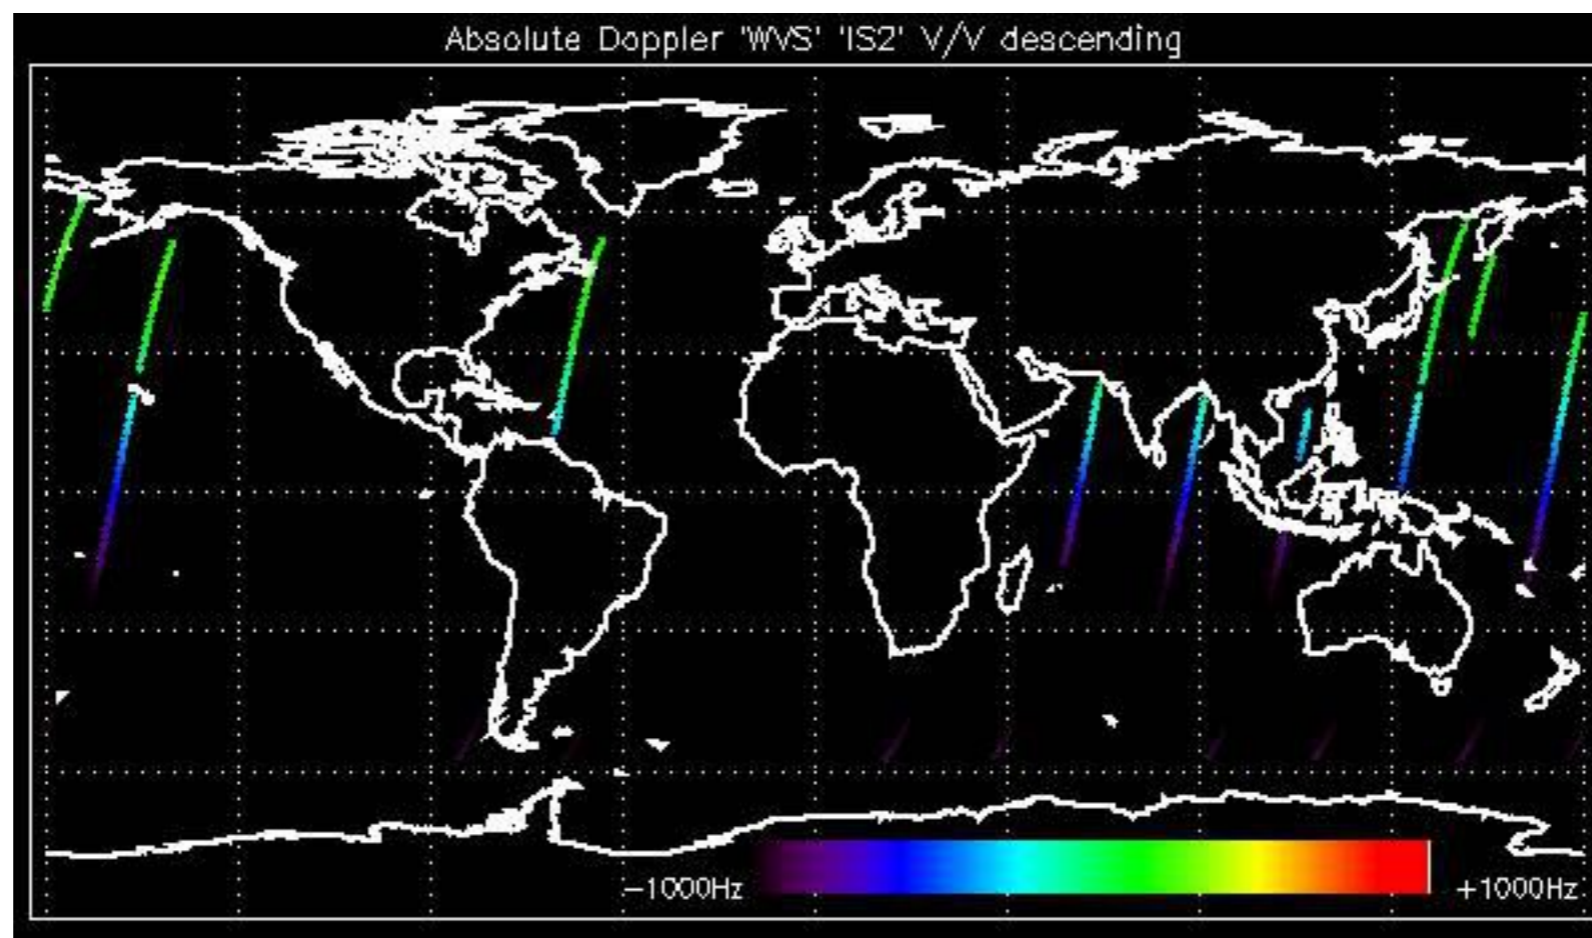 Absolute Doppler 'WVS' 'IS2' V/V descending
−1000Hz
+1000Hz